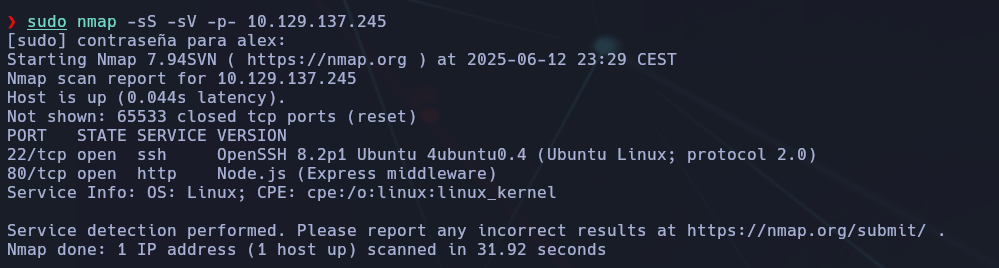 ❯ sudo nmap -sS -sV -p- 10.129.137.245
[sudo] contraseña para alex:
Starting Nmap 7.94SVN ( https://nmap.org ) at 2025-06-12 23:29 CEST
Nmap scan report for 10.129.137.245
Host is up (0.044s latency).
Not shown: 65533 closed tcp ports (reset)
PORT   STATE SERVICE VERSION
22/tcp open  ssh     OpenSSH 8.2p1 Ubuntu 4ubuntu0.4 (Ubuntu Linux; protocol 2.0)
80/tcp open  http    Node.js (Express middleware)
Service Info: OS: Linux; CPE: cpe:/o:linux:linux_kernel

Service detection performed. Please report any incorrect results at https://nmap.org/submit/ .
Nmap done: 1 IP address (1 host up) scanned in 31.92 seconds